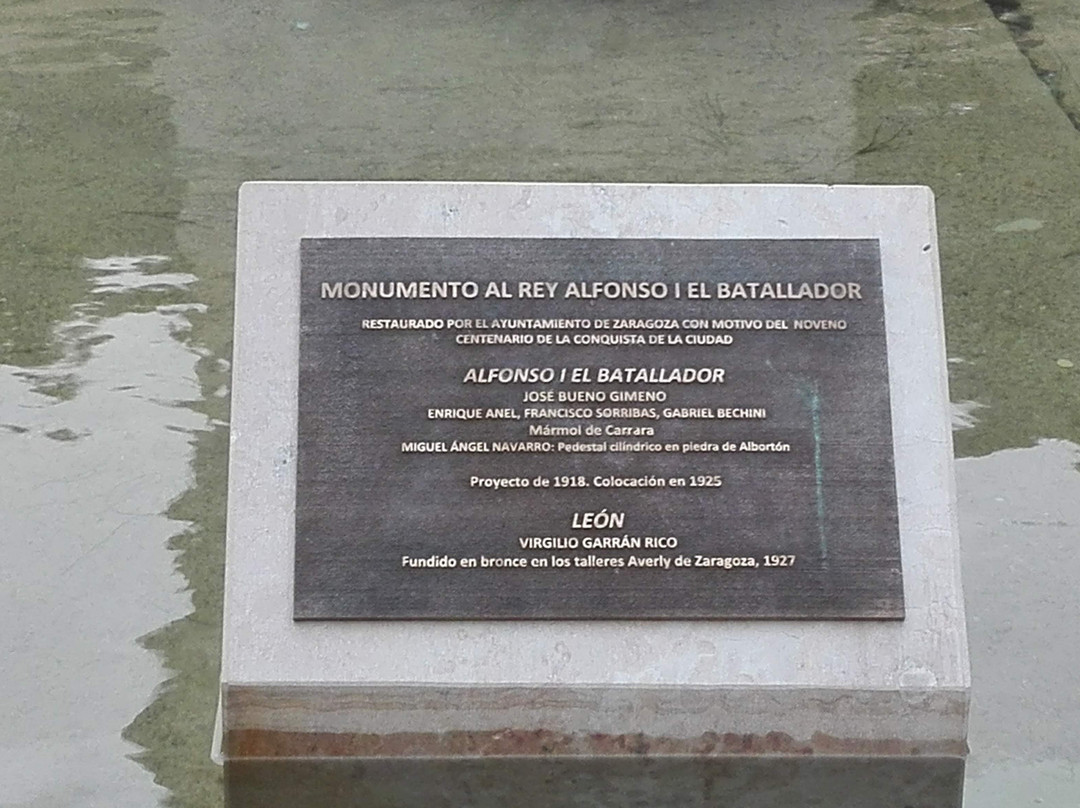 MONUMENTO AL REY ALFONSO I EL BATALLADOR
RESTAURADO POR EL AYUNTAMIENTO DE ZARAGOZA CON MOTIVO DEL NOVENO
CENTENARIO DE LA CONQUISTA DE LA CIUDAD
ALFONSO I EL BATALLADOR
JOSÉ BUENO GIMENO
ENRIQUE ANEL, FRANCISCO SORRIBAS, GABRIEL BECHINI
Mármol de Carrara
MIGUEL ÁNGEL NAVARRO: Pedestal cilíndrico en piedra de Albortón
Proyecto de 1918. Colocación en 1925
LEÓN
VIRGILIO GARRÁN RICO
Fundido en bronce en los talleres Averly de Zaragoza, 1927